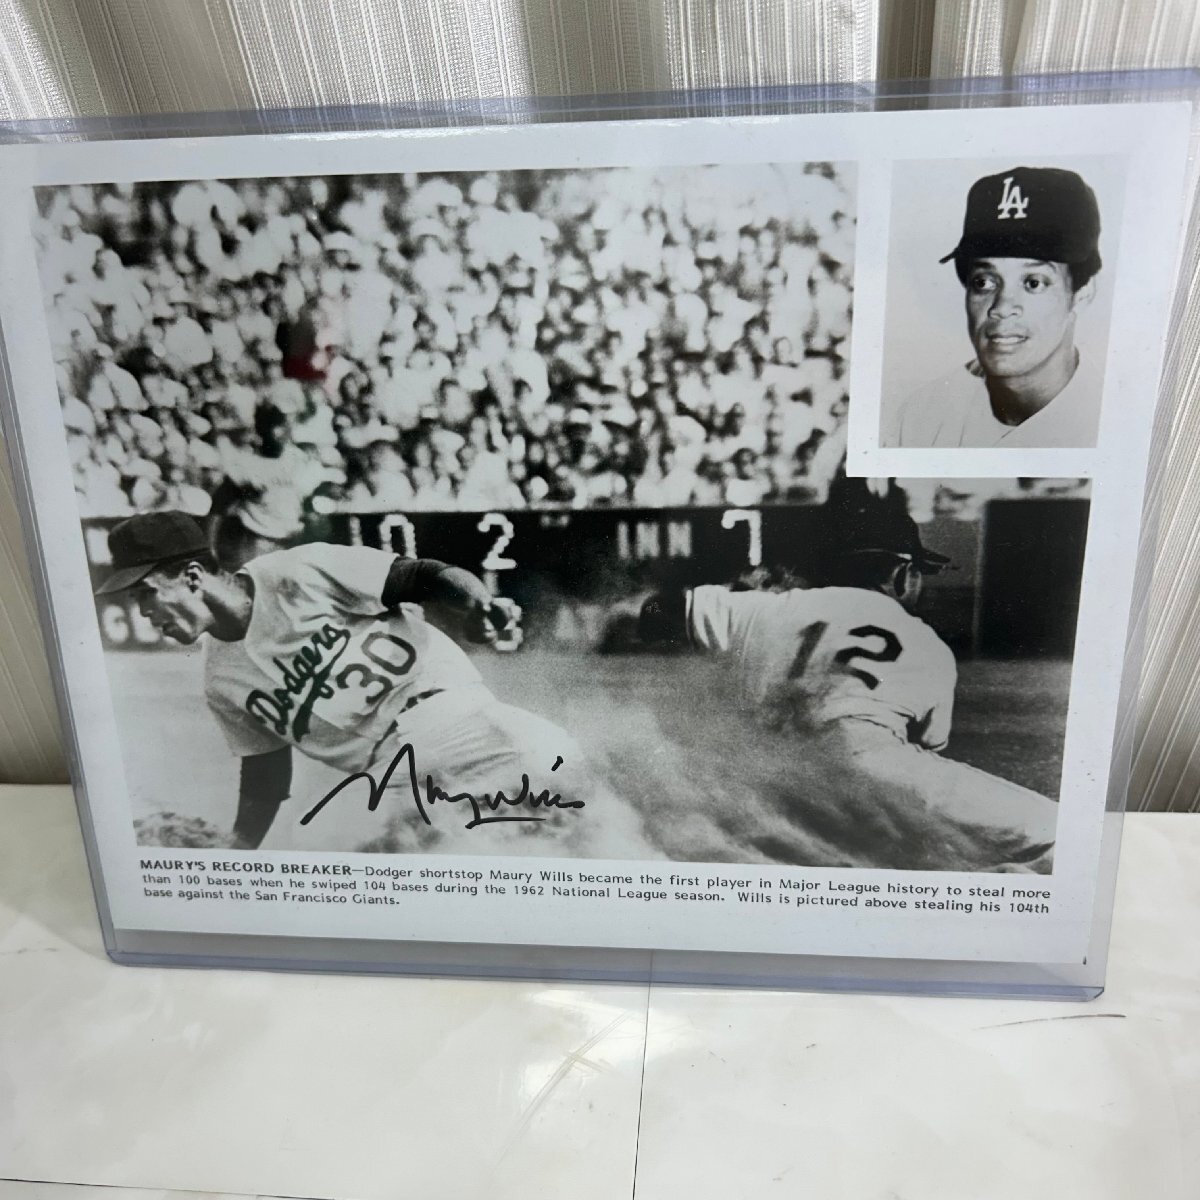 LA
10 2 INN 7
Dodgers
30
12
Maury Wills
MAURY'S RECORD BREAKER—Dodger shortstop Maury Wills became the first player in Major League history to steal more
than 100 bases when he swiped 104 bases during the 1962 National League season. Wills is pictured above stealing his 104th
base against the San Francisco Giants.